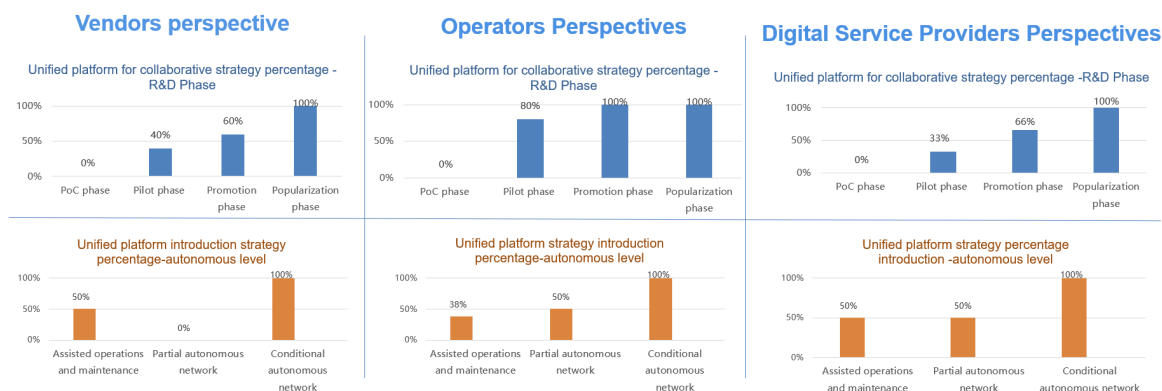 Vendors perspective
Unified platform for collaborative strategy percentage -
R&D Phase
100%
50%
0%
0%
40%
60%
100%
PoC phase
Pilot phase
Promotion
phase
Popularization
phase
Operators Perspectives
Unified platform for collaborative strategy percentage -
R&D Phase
100%
50%
0%
0%
80%
100%
100%
PoC phase
Pilot phase
Promotion phase
Popularization
phase
Digital Service Providers Perspectives
Unified platform for collaborative strategy percentage -R&D Phase
100%
50%
0%
0%
33%
66%
100%
PoC phase
Pilot phase
Promotion phase
Popularization
phase
Unified platform introduction strategy
percentage-autonomous level
100%
50%
0%
50%
0%
100%
Assisted operations
and maintenance
Partial autonomous
network
Conditional
autonomous
network
Unified platform strategy introduction
percentage-autonomous level
100%
50%
0%
38%
50%
100%
Assisted operations
and maintenance
Partial autonomous
network
Conditional
autonomous
network
Unified platform strategy percentage
introduction -autonomous level
100%
50%
0%
50%
50%
100%
Assisted operations
and maintenance
Partial autonomous
network
Conditional
autonomous network